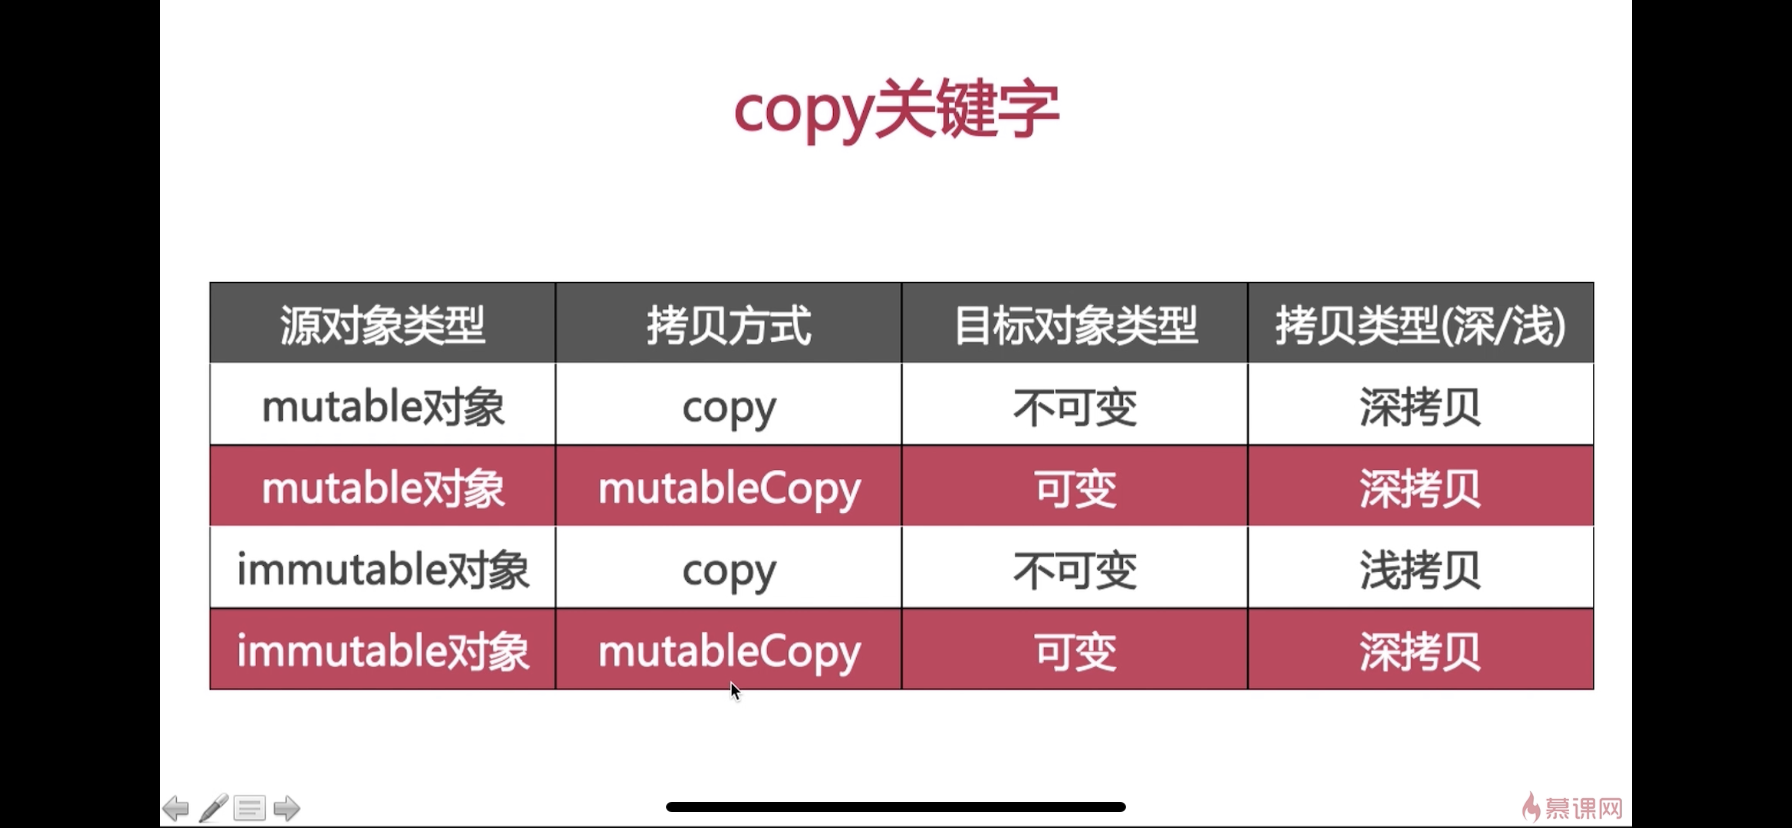 copy关键字
源对象类型 拷贝方式 目标对象类型 拷贝类型(深/浅)
mutable对象 copy 不可变 深拷贝
mutable对象 mutableCopy 可变 深拷贝
immutable对象 copy 不可变 浅拷贝
immutable对象 mutableCopy 可变 深拷贝
慕课网